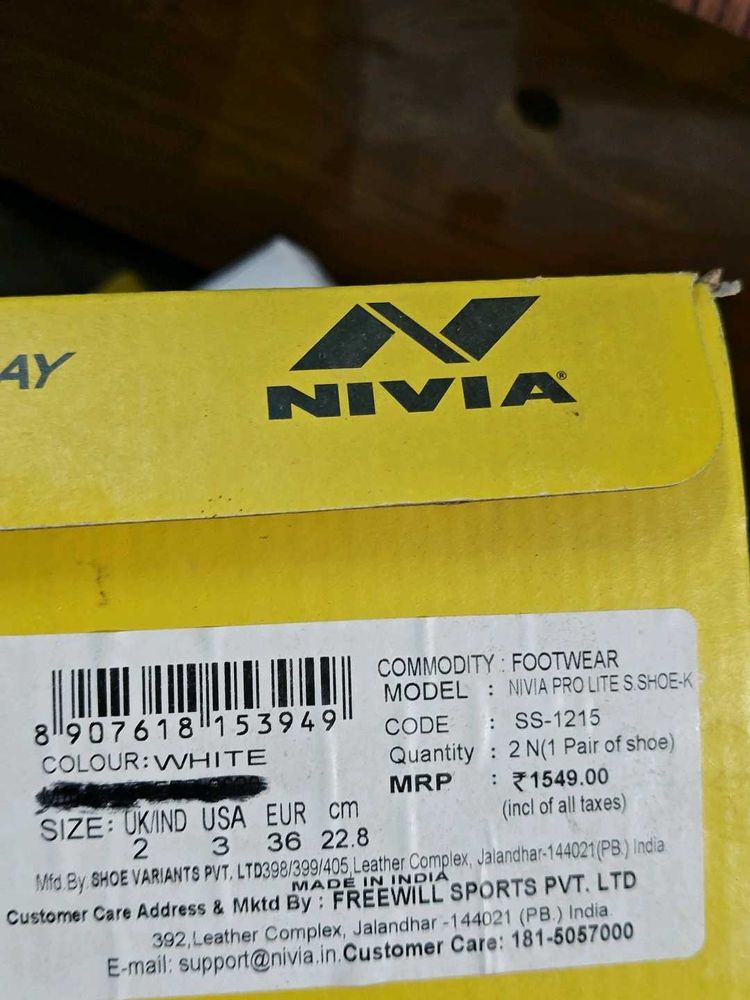 AY
NIVIA®
8 907618 153949
COLOUR: WHITE
SIZE: UK/IND USA EUR cm
2 3 36 22.8
COMMODITY : FOOTWEAR
MODEL : NIVIA PRO LITE S.SHOE-K
CODE : SS-1215
Quantity : 2 N(1 Pair of shoe)
MRP : ₹1549.00
(incl of all taxes)
Mfd.By.SHOE VARIANTS PVT. LTD398/399/405,Leather Complex, Jalandhar-144021(PB.) India
MADE IN INDIA
Customer Care Address & Mktd By : FREEWILL SPORTS PVT. LTD
392,Leather Complex, Jalandhar -144021 (PB.) India.
E-mail: support@nivia.in.Customer Care: 181-5057000